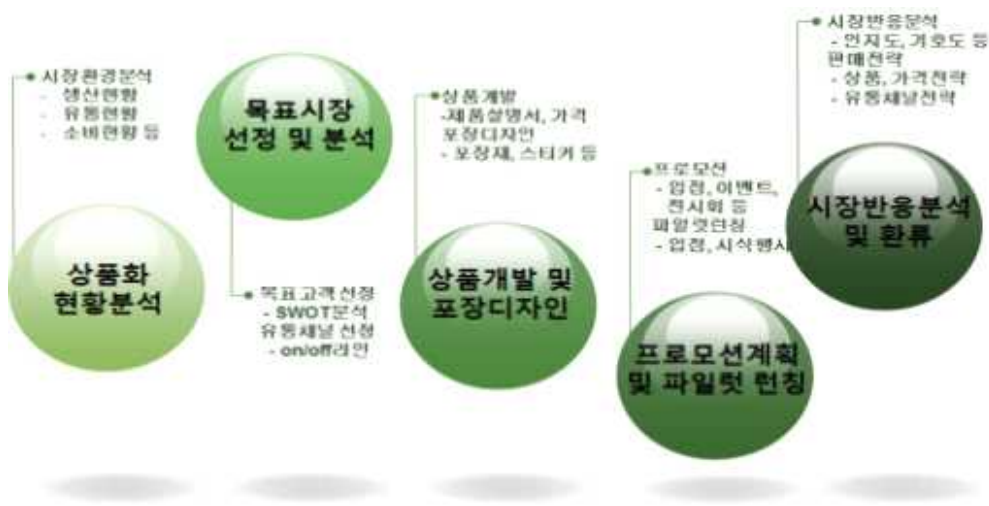 시장환경분석
- 생산현황
- 유통현황
- 소비현황 등
상품화
현황분석
목표시장
선정 및 분석
목표고객 선정
- SWOT분석
유통채널 선정
- on/off라인
상품개발
-제품설명서, 가격
포장디자인
- 포장재, 스티커 등
상품개발 및
포장디자인
프로모션
- 입점, 이벤트,
전시회 등
파일럿런칭
- 입점, 시식행사
프로모션계획
및 파일럿 런칭
시장반응분석
- 인지도, 기호도 등
판매전략
- 상품, 가격전략
- 유통채널전략
시장반응분석
및 환류